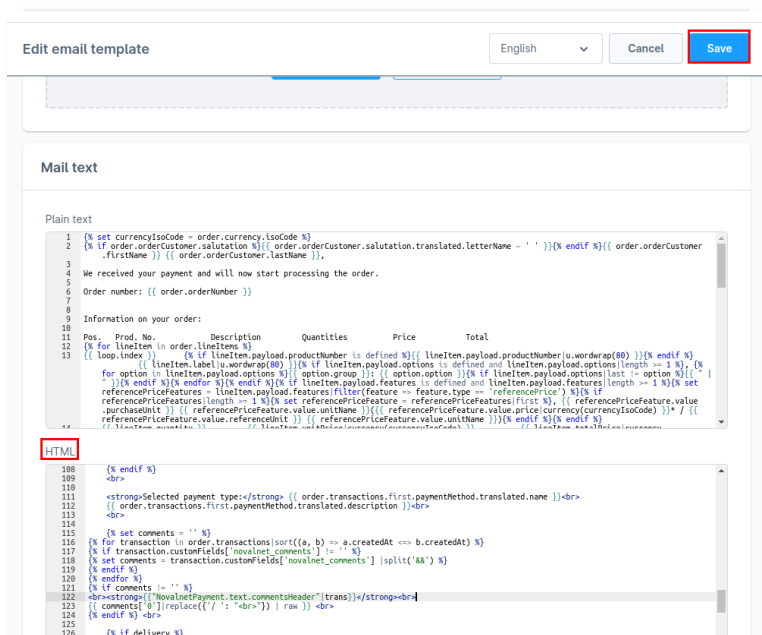 Edit email template
English
Cancel
Save
Mail text
Plain text
1 {% set currencyIsoCode = order.currency.isoCode %}
2 {% if order.orderCustomer.salutation %}{{ order.orderCustomer.salutation.translated.letterName ~ ' ' }}{% endif %}{{ order.orderCustomer
.firstName }} {{ order.orderCustomer.lastName }},
3
4 We received your payment and will now start processing the order.
5
6 Order number: {{ order.orderNumber }}
7
8
9 Information on your order:
10
11 Pos. Prod. No. Description Quantities Price Total
12 {% for lineItem in order.lineItems %}
13 {{ loop.index }} {% if lineItem.payload.productNumber is defined %}{{ lineItem.payload.productNumber|u.wordwrap(80) }}{% endif %}
{{ lineItem.label|u.wordwrap(80) }}{% if lineItem.payload.options is defined and lineItem.payload.options|length >= 1 %}, {%
for option in lineItem.payload.options %}{{ option.group }}: {{ option.option }}{% if lineItem.payload.options|last != option %}{{ " |
" }}{% endif %}{% endfor %}{% endif %}{% if lineItem.payload.features is defined and lineItem.payload.features|length >= 1 %}{% set
referencePriceFeatures = lineItem.payload.features|filter(feature => feature.type == 'referencePrice') %}{% if
referencePriceFeatures|length >= 1 %}{% set referencePriceFeature = referencePriceFeatures|first %}, {{ referencePriceFeature.value
.purchaseUnit }} {{ referencePriceFeature.value.unitName }}({{ referencePriceFeature.value.price|currency(currencyIsoCode) }}* / {{
referencePriceFeature.value.referenceUnit }} {{ referencePriceFeature.value.unitName }}){% endif %}{% endif %}
HTML
108 {% endif %}
109 <br>
110
111 <strong>Selected payment type:</strong> {{ order.transactions.first.paymentMethod.translated.name }}<br>
112 {{ order.transactions.first.paymentMethod.translated.description }}<br>
113 <br>
114
115 {% set comments = '' %}
116 {% for transaction in order.transactions|sort((a, b) => a.createdAt <=> b.createdAt) %}
117 {% if transaction.customFields['novalnet_comments'] != '' %}
118 {% set comments = transaction.customFields['novalnet_comments'] |split('&&') %}
119 {% endif %}
120 {% endfor %}
121 {% if comments != '' %}
122 <br><strong>{{"NovalnetPayment.text.commentsHeader"|trans}}</strong><br>
123 {{ comments['0']|replace({'/ ': "<br>"}) | raw }} <br>
124 {% endif %} <br>
125
126 {% if delivery %}